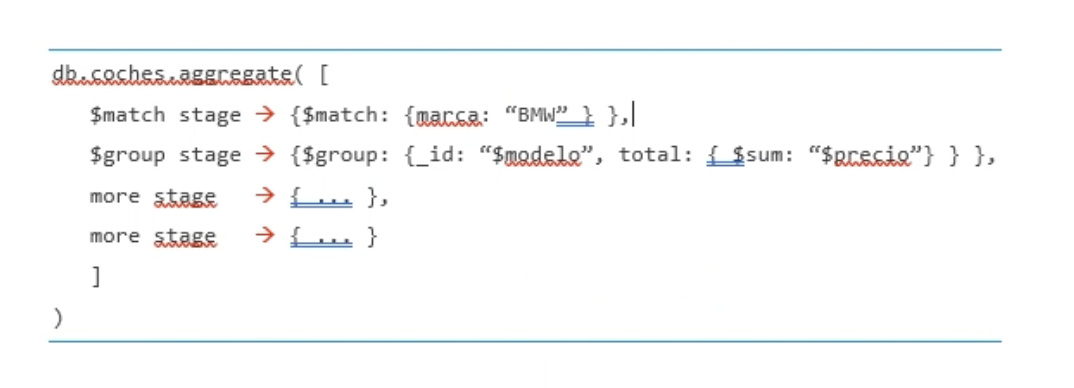 db.coches.aggregate( [
$match stage → {$match: {marca: “BMW” } },
$group stage → {$group: {_id: “$modelo”, total: { $sum: “$precio”} } },
more stage → { ... },
more stage → { ... }
]
)